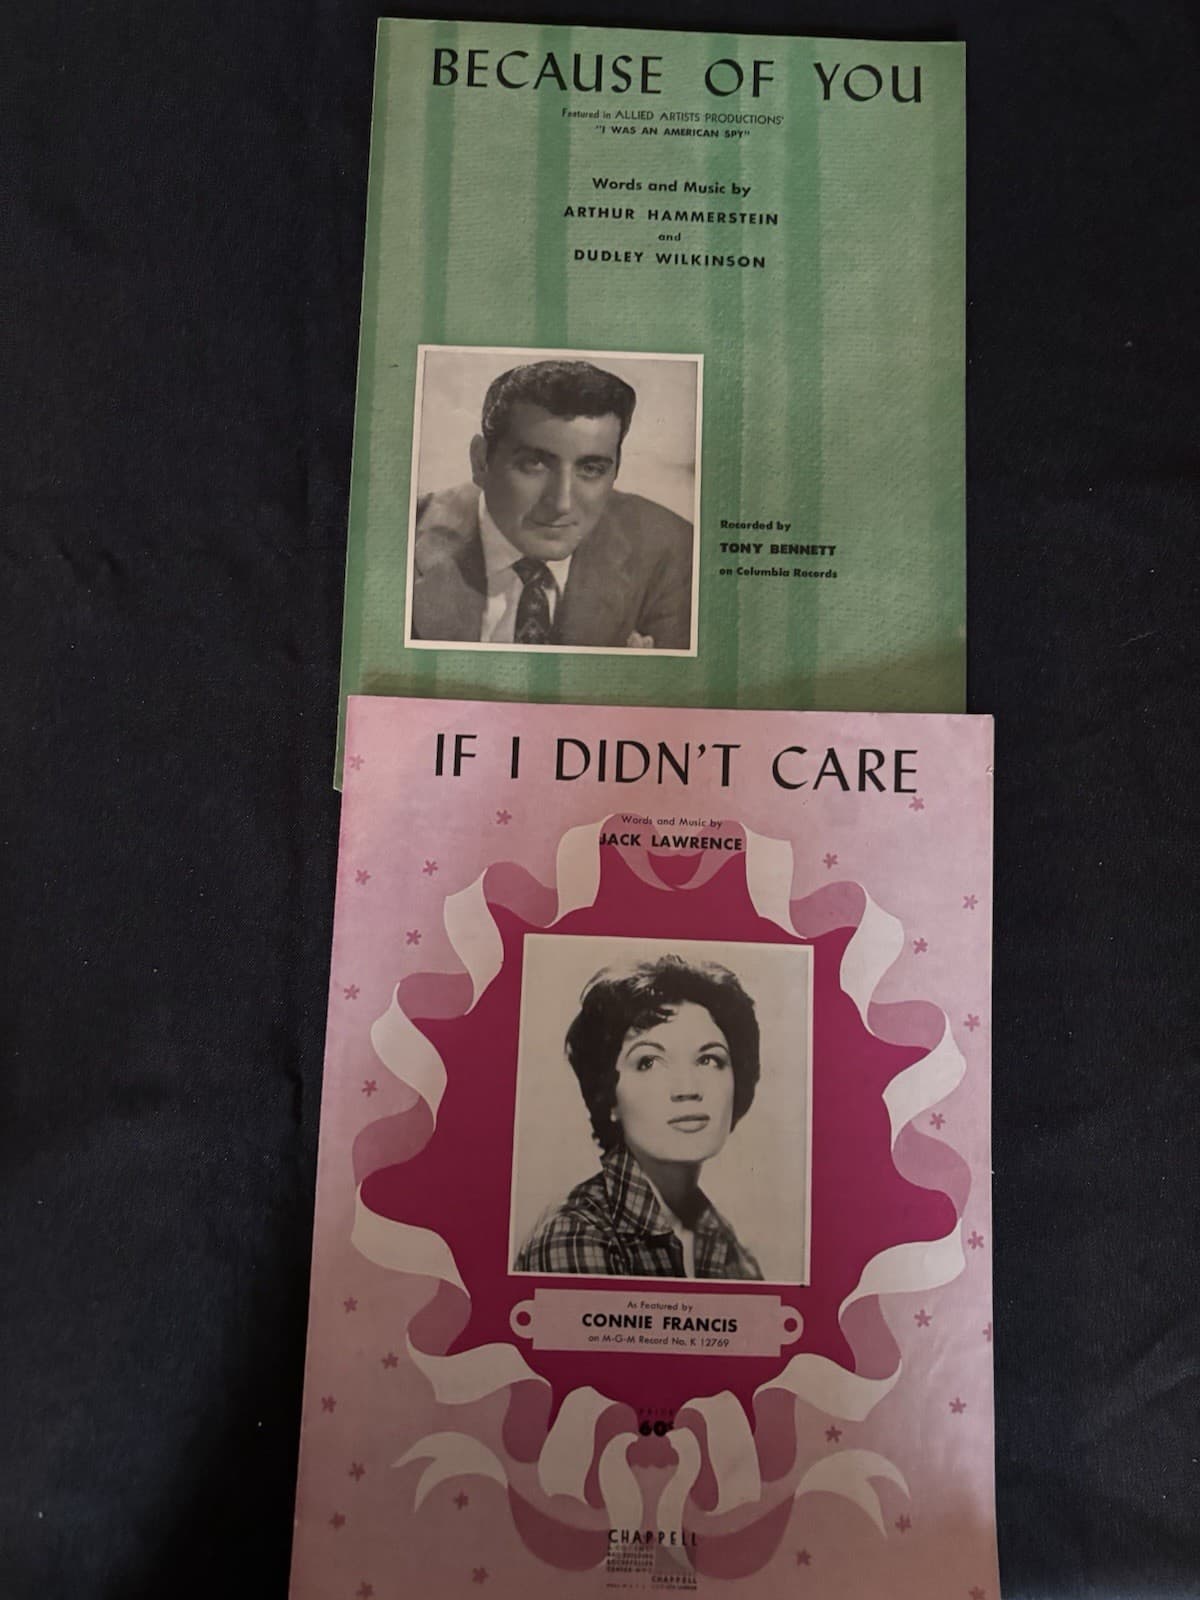 BECAUSE OF YOU
Featured in ALLIED ARTISTS PRODUCTIONS'
"I WAS AN AMERICAN SPY"
Words and Music by
ARTHUR HAMMERSTEIN
and
DUDLEY WILKINSON
Recorded by
TONY BENNETT
on Columbia Records
IF I DIDN'T CARE
Words and Music by
JACK LAWRENCE
As Featured by
CONNIE FRANCIS
on M-G-M Record No. K 12769
PRICE
60¢
CHAPPELL
CHAPPELL